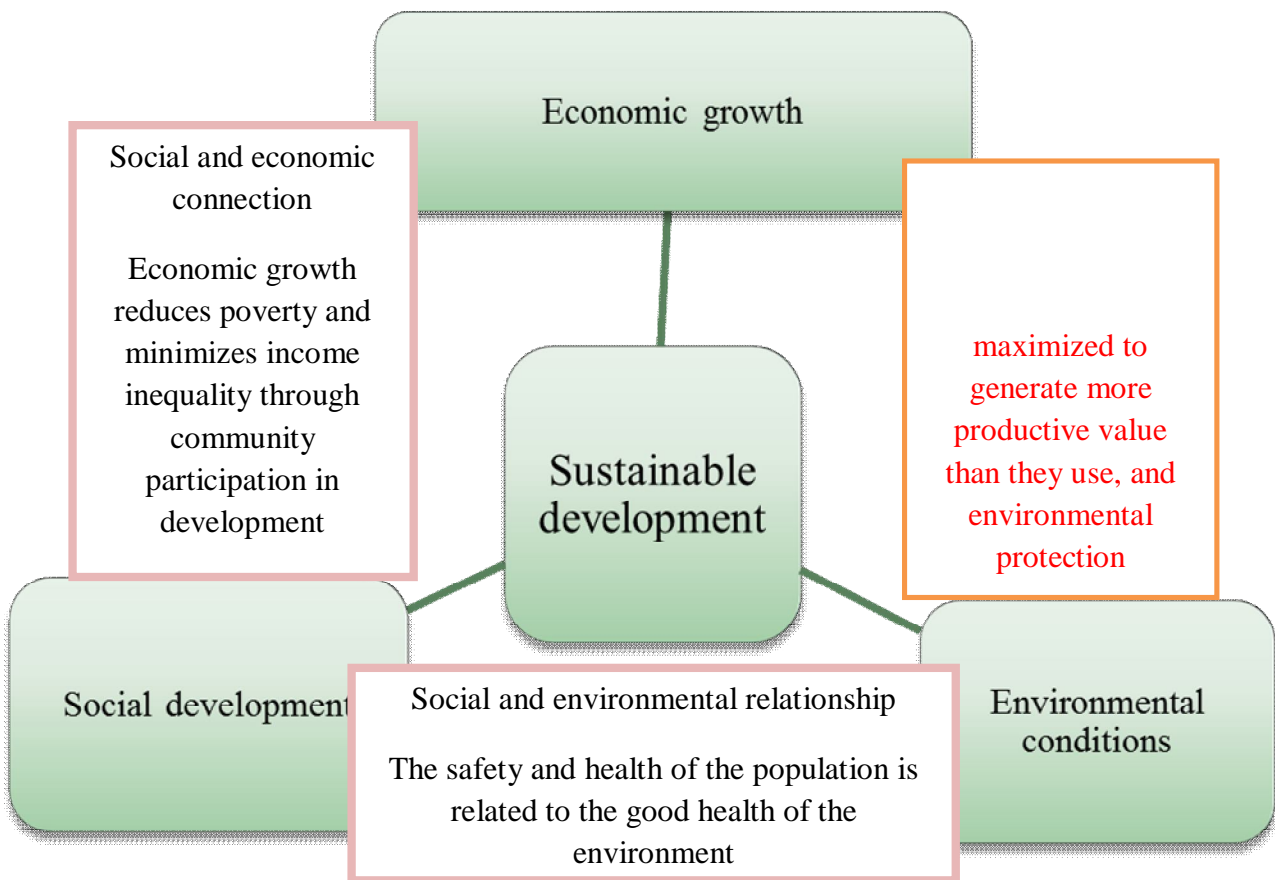 Economic growth
Social and economic
connection
Economic growth
reduces poverty and
minimizes income
inequality through
community
participation in
development
maximized to
generate more
productive value
than they use, and
environmental
protection
Sustainable
development
Social development
Social and environmental relationship
The safety and health of the population is
related to the good health of the
environment
Environmental
conditions